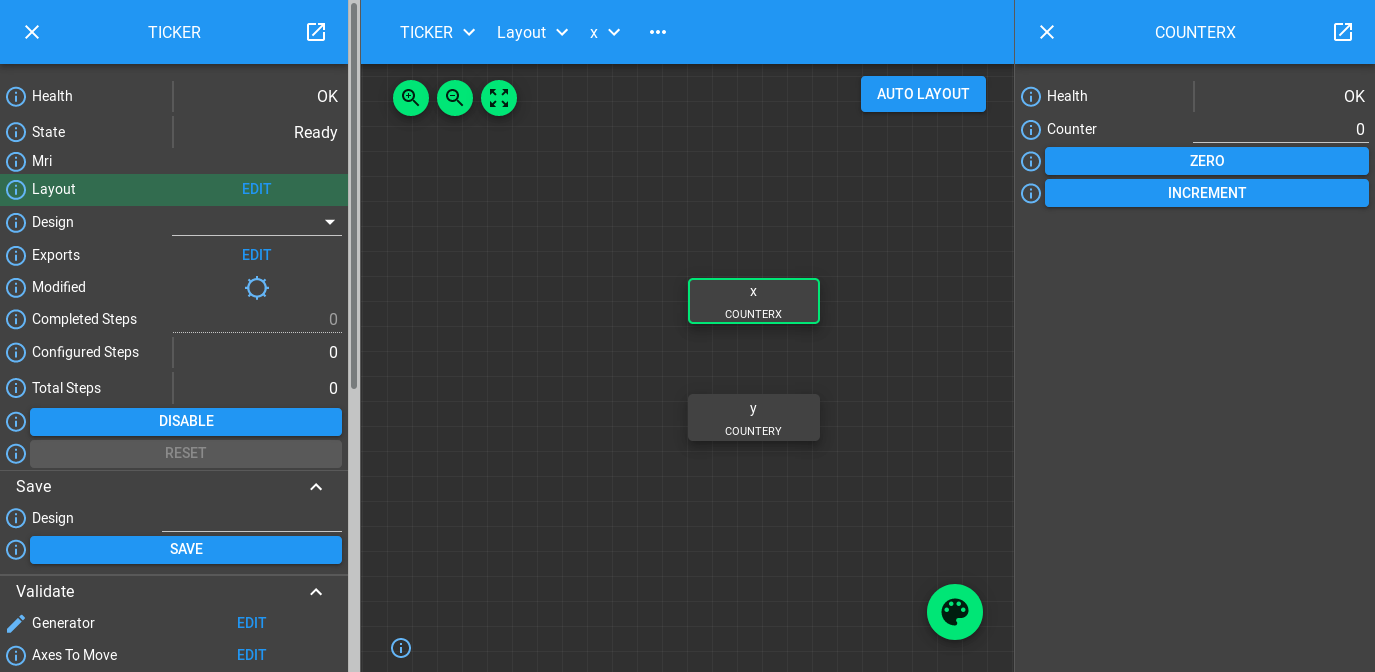 TICKER
Health OK
State Ready
Mri
Layout EDIT
Design
Exports EDIT
Modified
Completed Steps 0
Configured Steps 0
Total Steps 0
DISABLE
RESET
Save
Design
SAVE
Validate
Generator EDIT
Axes To Move EDIT
TICKER Layout x
AUTO LAYOUT
x
COUNTERX
y
COUNTERY
COUNTERX
Health OK
Counter 0
ZERO
INCREMENT